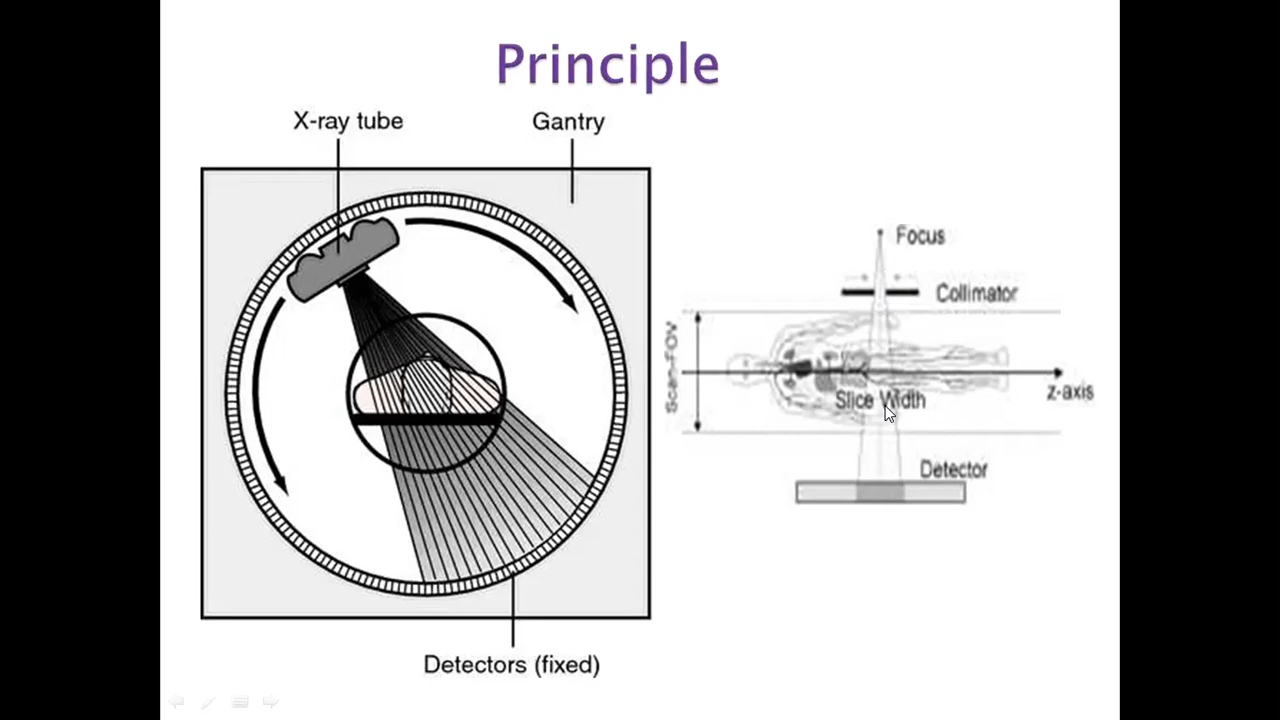 Principle
X-ray tube
Gantry
Detectors (fixed)
Focus
Collimator
Scan-FOV
z-axis
Slice Width
Detector